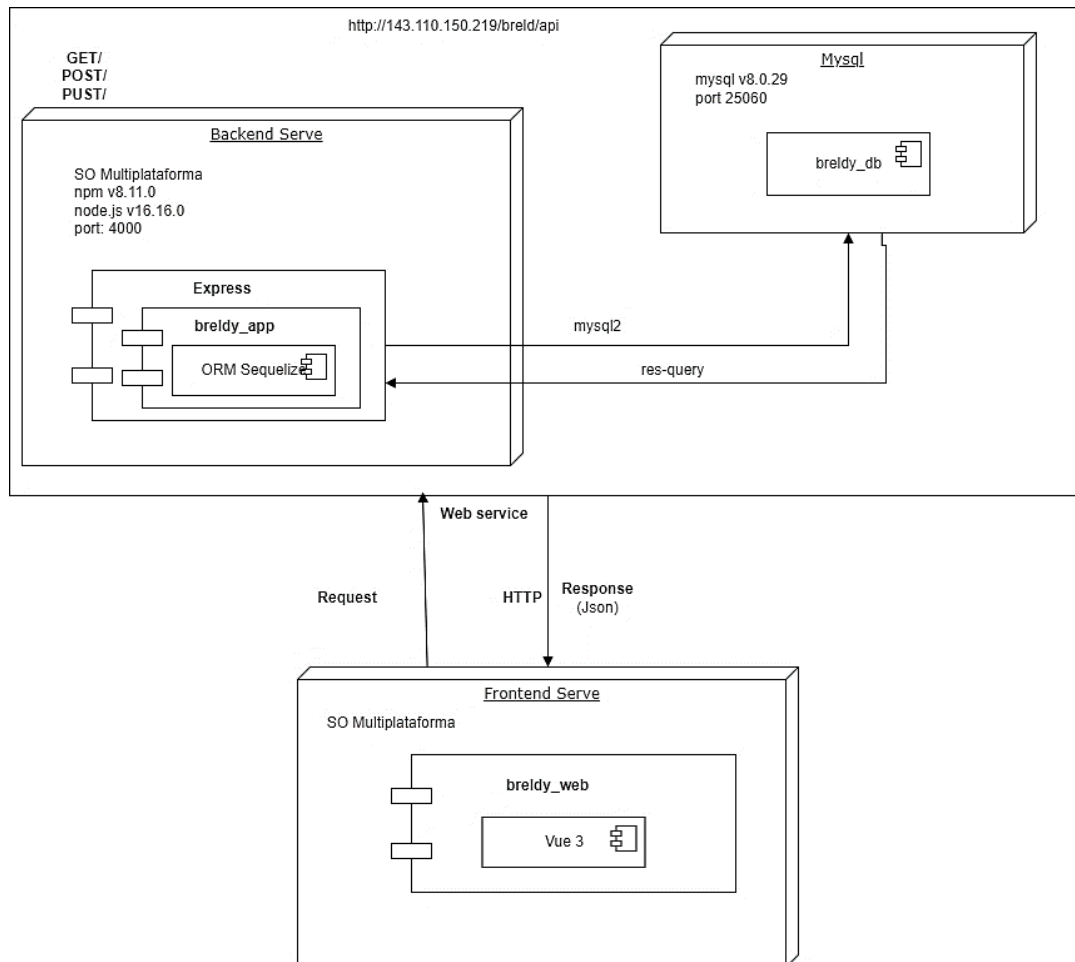 http://143.110.150.219/breld/api
GET/
POST/
PUST/
Mysql
mysql v8.0.29
port 25060
breldy_db
Backend Serve
SO Multiplataforma
npm v8.11.0
node.js v16.16.0
port: 4000
Express
breldy_app
ORM Sequelize
mysql2
res-query
Web service
Request
HTTP
Response
(Json)
Frontend Serve
SO Multiplataforma
breldy_web
Vue 3